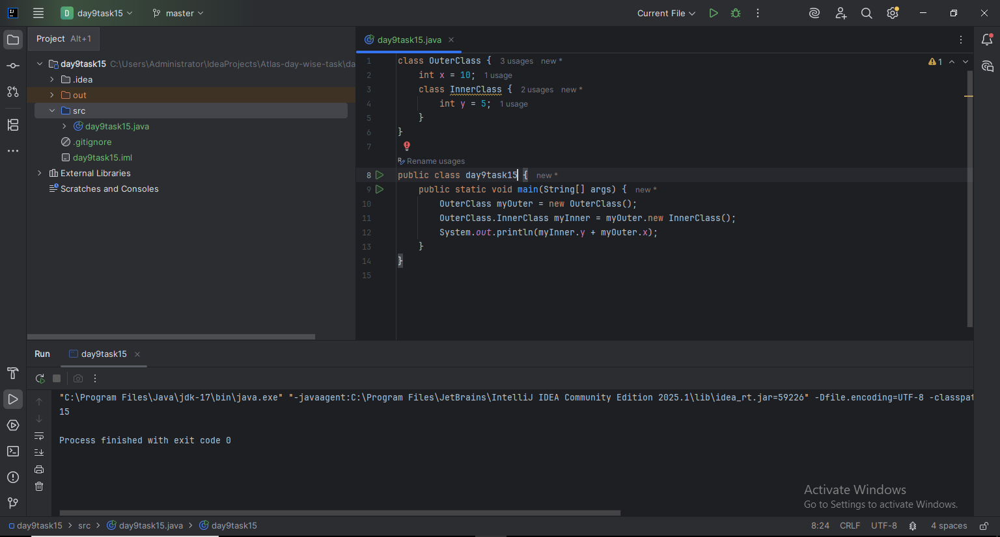 D day9task15 master Current File
Project Alt+1
day9task15 C:\Users\Administrator\IdeaProjects\Atlas-day-wise-task\da
.idea
out
src
day9task15.java
.gitignore
day9task15.iml
External Libraries
Scratches and Consoles
day9task15.java
1 class OuterClass { 3 usages new *
2 int x = 10; 1 usage
3 class InnerClass { 2 usages new *
4 int y = 5; 1 usage
5 }
6 }
7
Rename usages
8 public class day9task15 { new *
9 public static void main(String[] args) { new *
10 OuterClass myOuter = new OuterClass();
11 OuterClass.InnerClass myInner = myOuter.new InnerClass();
12 System.out.println(myInner.y + myOuter.x);
13 }
14 }
15
1
Run day9task15
"C:\Program Files\Java\jdk-17\bin\java.exe" "-javaagent:C:\Program Files\JetBrains\IntelliJ IDEA Community Edition 2025.1\lib\idea_rt.jar=59226" -Dfile.encoding=UTF-8 -classpat
15
Process finished with exit code 0
Activate Windows
Go to Settings to activate Windows.
day9task15 > src > day9task15.java > day9task15 8:24 CRLF UTF-8 4 spaces